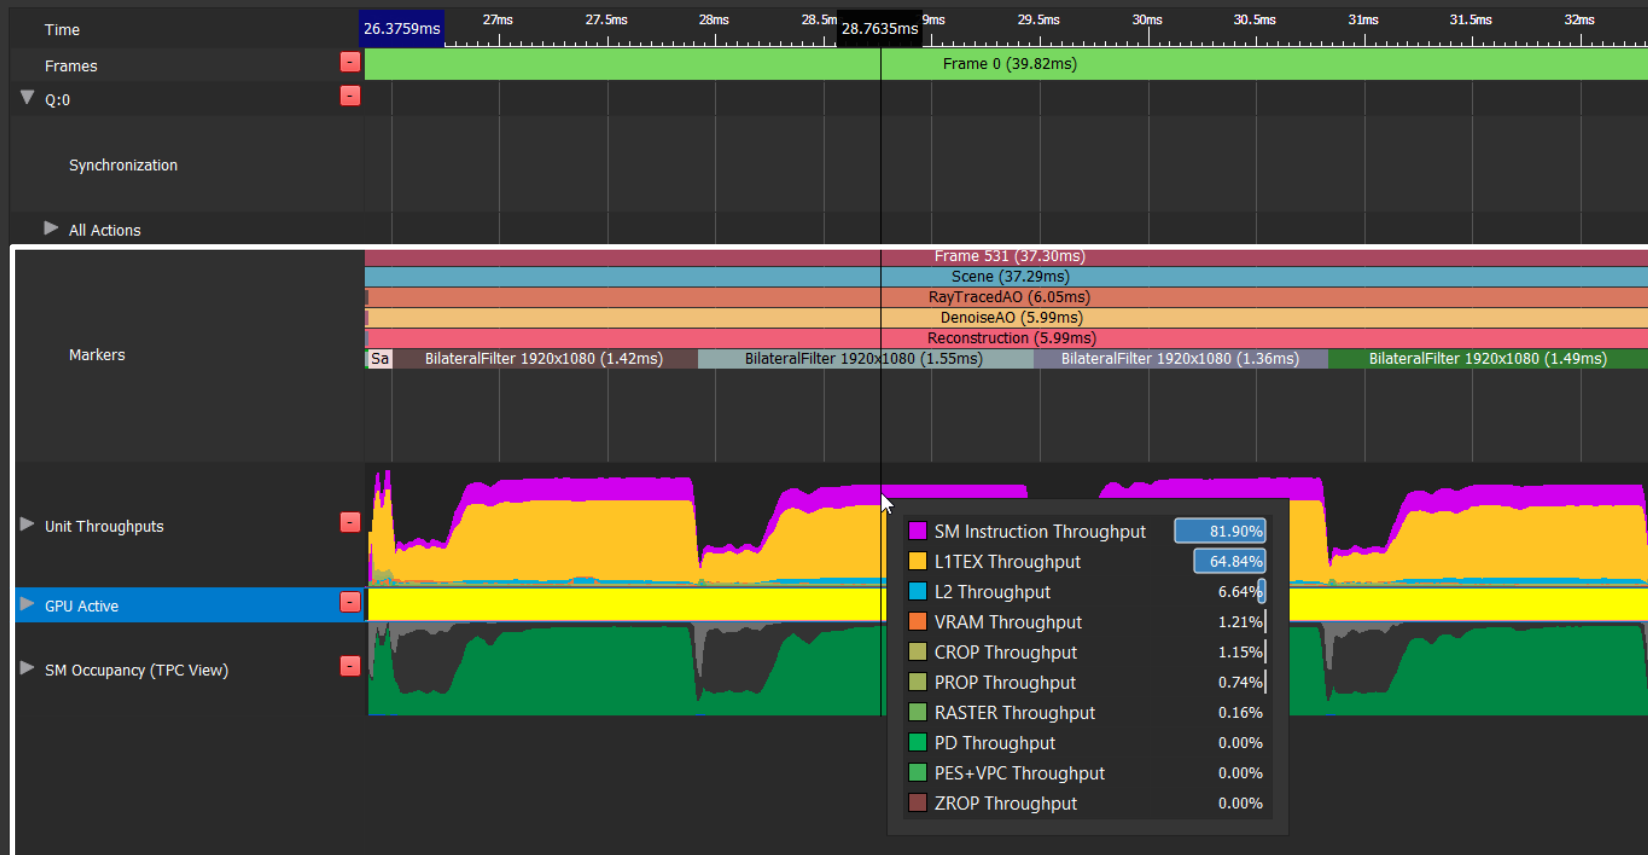 Time
26.3759ms
27ms
27.5ms
28ms
28.5m
28.7635ms
9ms
29.5ms
30ms
30.5ms
31ms
31.5ms
32ms
Frames
-
Frame 0 (39.82ms)
Q:0
-
Synchronization
All Actions
Markers
Frame 531 (37.30ms)
Scene (37.29ms)
RayTracedAO (6.05ms)
DenoiseAO (5.99ms)
Reconstruction (5.99ms)
Sa
BilateralFilter 1920x1080 (1.42ms)
BilateralFilter 1920x1080 (1.55ms)
BilateralFilter 1920x1080 (1.36ms)
BilateralFilter 1920x1080 (1.49ms)
Unit Throughputs
-
GPU Active
-
SM Occupancy (TPC View)
-
SM Instruction Throughput 81.90%
L1TEX Throughput 64.84%
L2 Throughput 6.64%
VRAM Throughput 1.21%
CROP Throughput 1.15%
PROP Throughput 0.74%
RASTER Throughput 0.16%
PD Throughput 0.00%
PES+VPC Throughput 0.00%
ZROP Throughput 0.00%